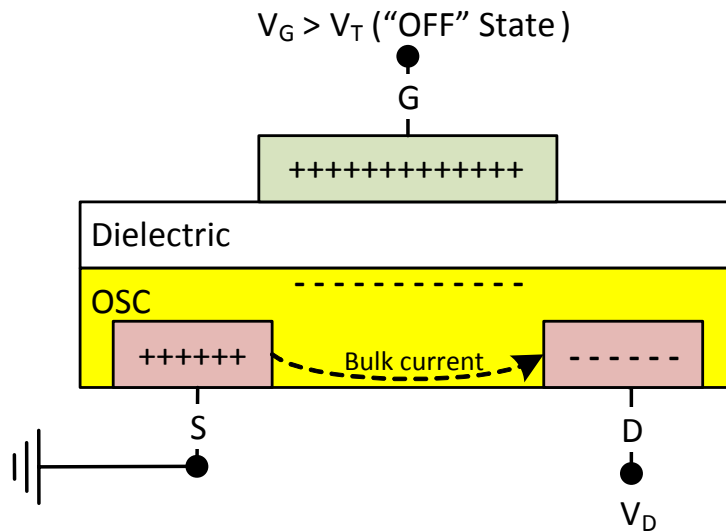 V_G > V_T (“OFF” State )
G
+++++++++++++
Dielectric
- - - - - - - - - - - - -
OSC
++++++
Bulk current
- - - - - -
S
D
V_D